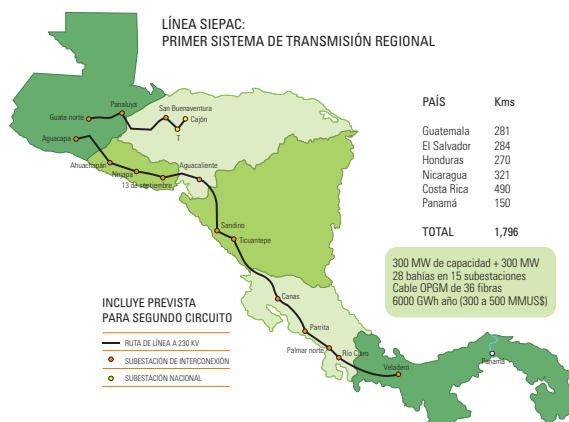 LÍNEA SIEPAC:
PRIMER SISTEMA DE TRANSMISIÓN REGIONAL
PAÍS Kms
Guatemala 281
El Salvador 284
Honduras 270
Nicaragua 321
Costa Rica 490
Panamá 150
TOTAL 1,796
300 MW de capacidad + 300 MW
28 bahías en 15 subestaciones
Cable OPGM de 36 fibras
6000 GWh año (300 a 500 MMUS$)
Panaluya
San Buenaventura
Guate norte
Cajón
T
Aguacapa
Ahuachapán
Nejapa
Aguacaliente
13 de septiembre
Sandino
Ticuantepe
Canas
Parrita
Palmar norte
Río Claro
Veladero
Panamá
INCLUYE PREVISTA
PARA SEGUNDO CIRCUITO
RUTA DE LÍNEA A 230 KV
SUBESTACIÓN DE INTERCONEXIÓN
SUBESTACIÓN NACIONAL